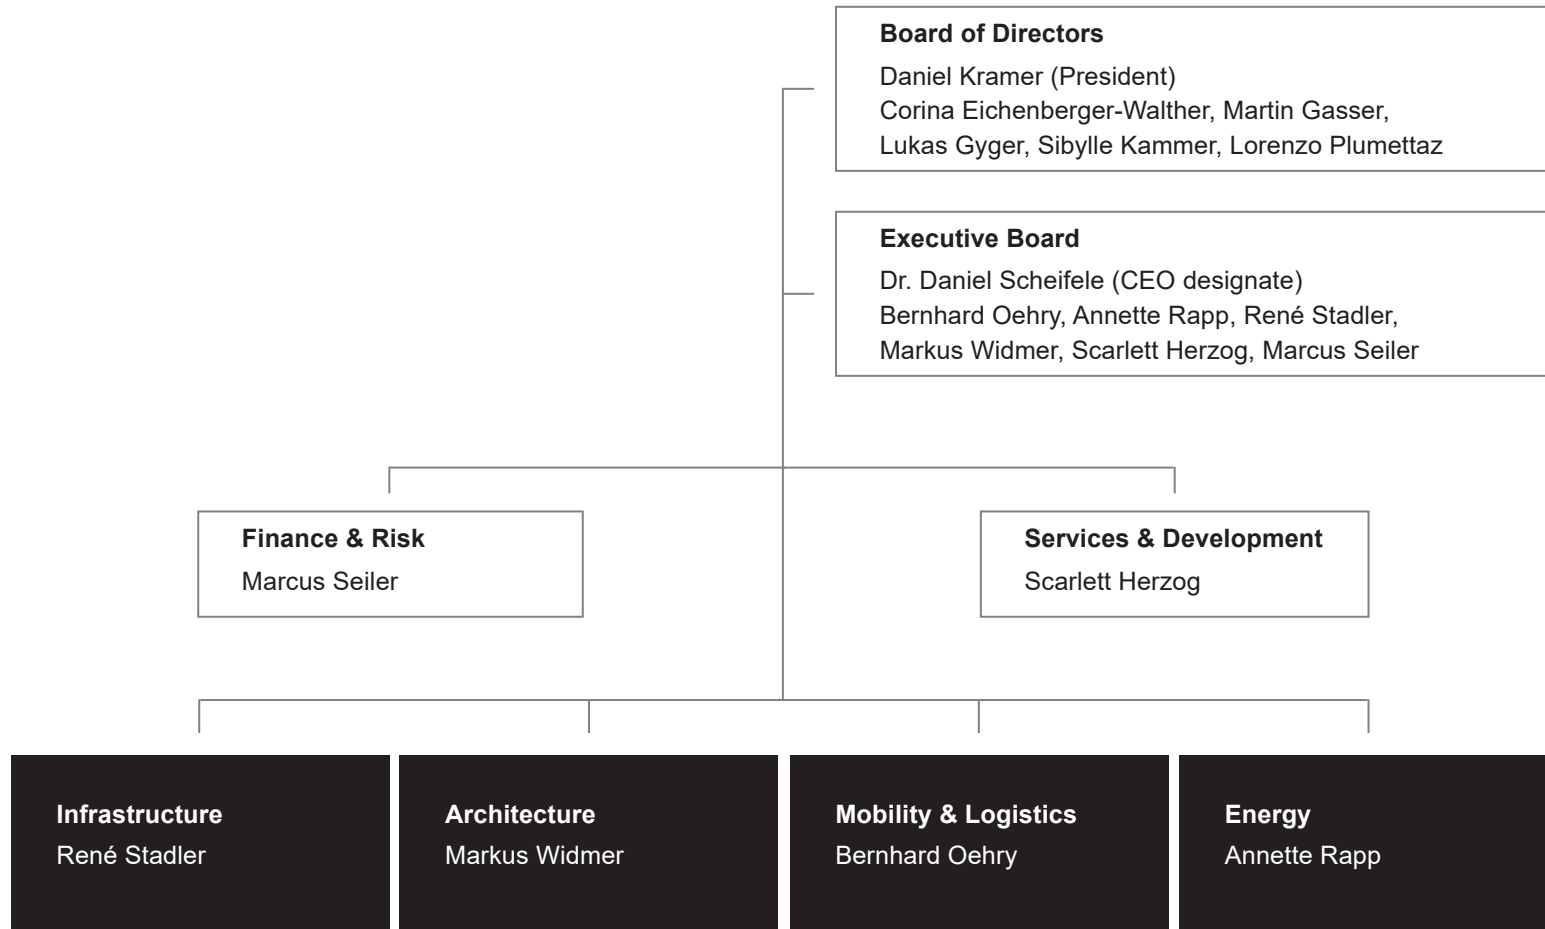 Board of Directors
Daniel Kramer (President)
Corina Eichenberger-Walther, Martin Gasser,
Lukas Gyger, Sibylle Kammer, Lorenzo Plumettaz
Executive Board
Dr. Daniel Scheifele (CEO designate)
Bernhard Oehry, Annette Rapp, René Stadler,
Markus Widmer, Scarlett Herzog, Marcus Seiler
Finance & Risk
Marcus Seiler
Services & Development
Scarlett Herzog
Infrastructure
René Stadler
Architecture
Markus Widmer
Mobility & Logistics
Bernhard Oehry
Energy
Annette Rapp